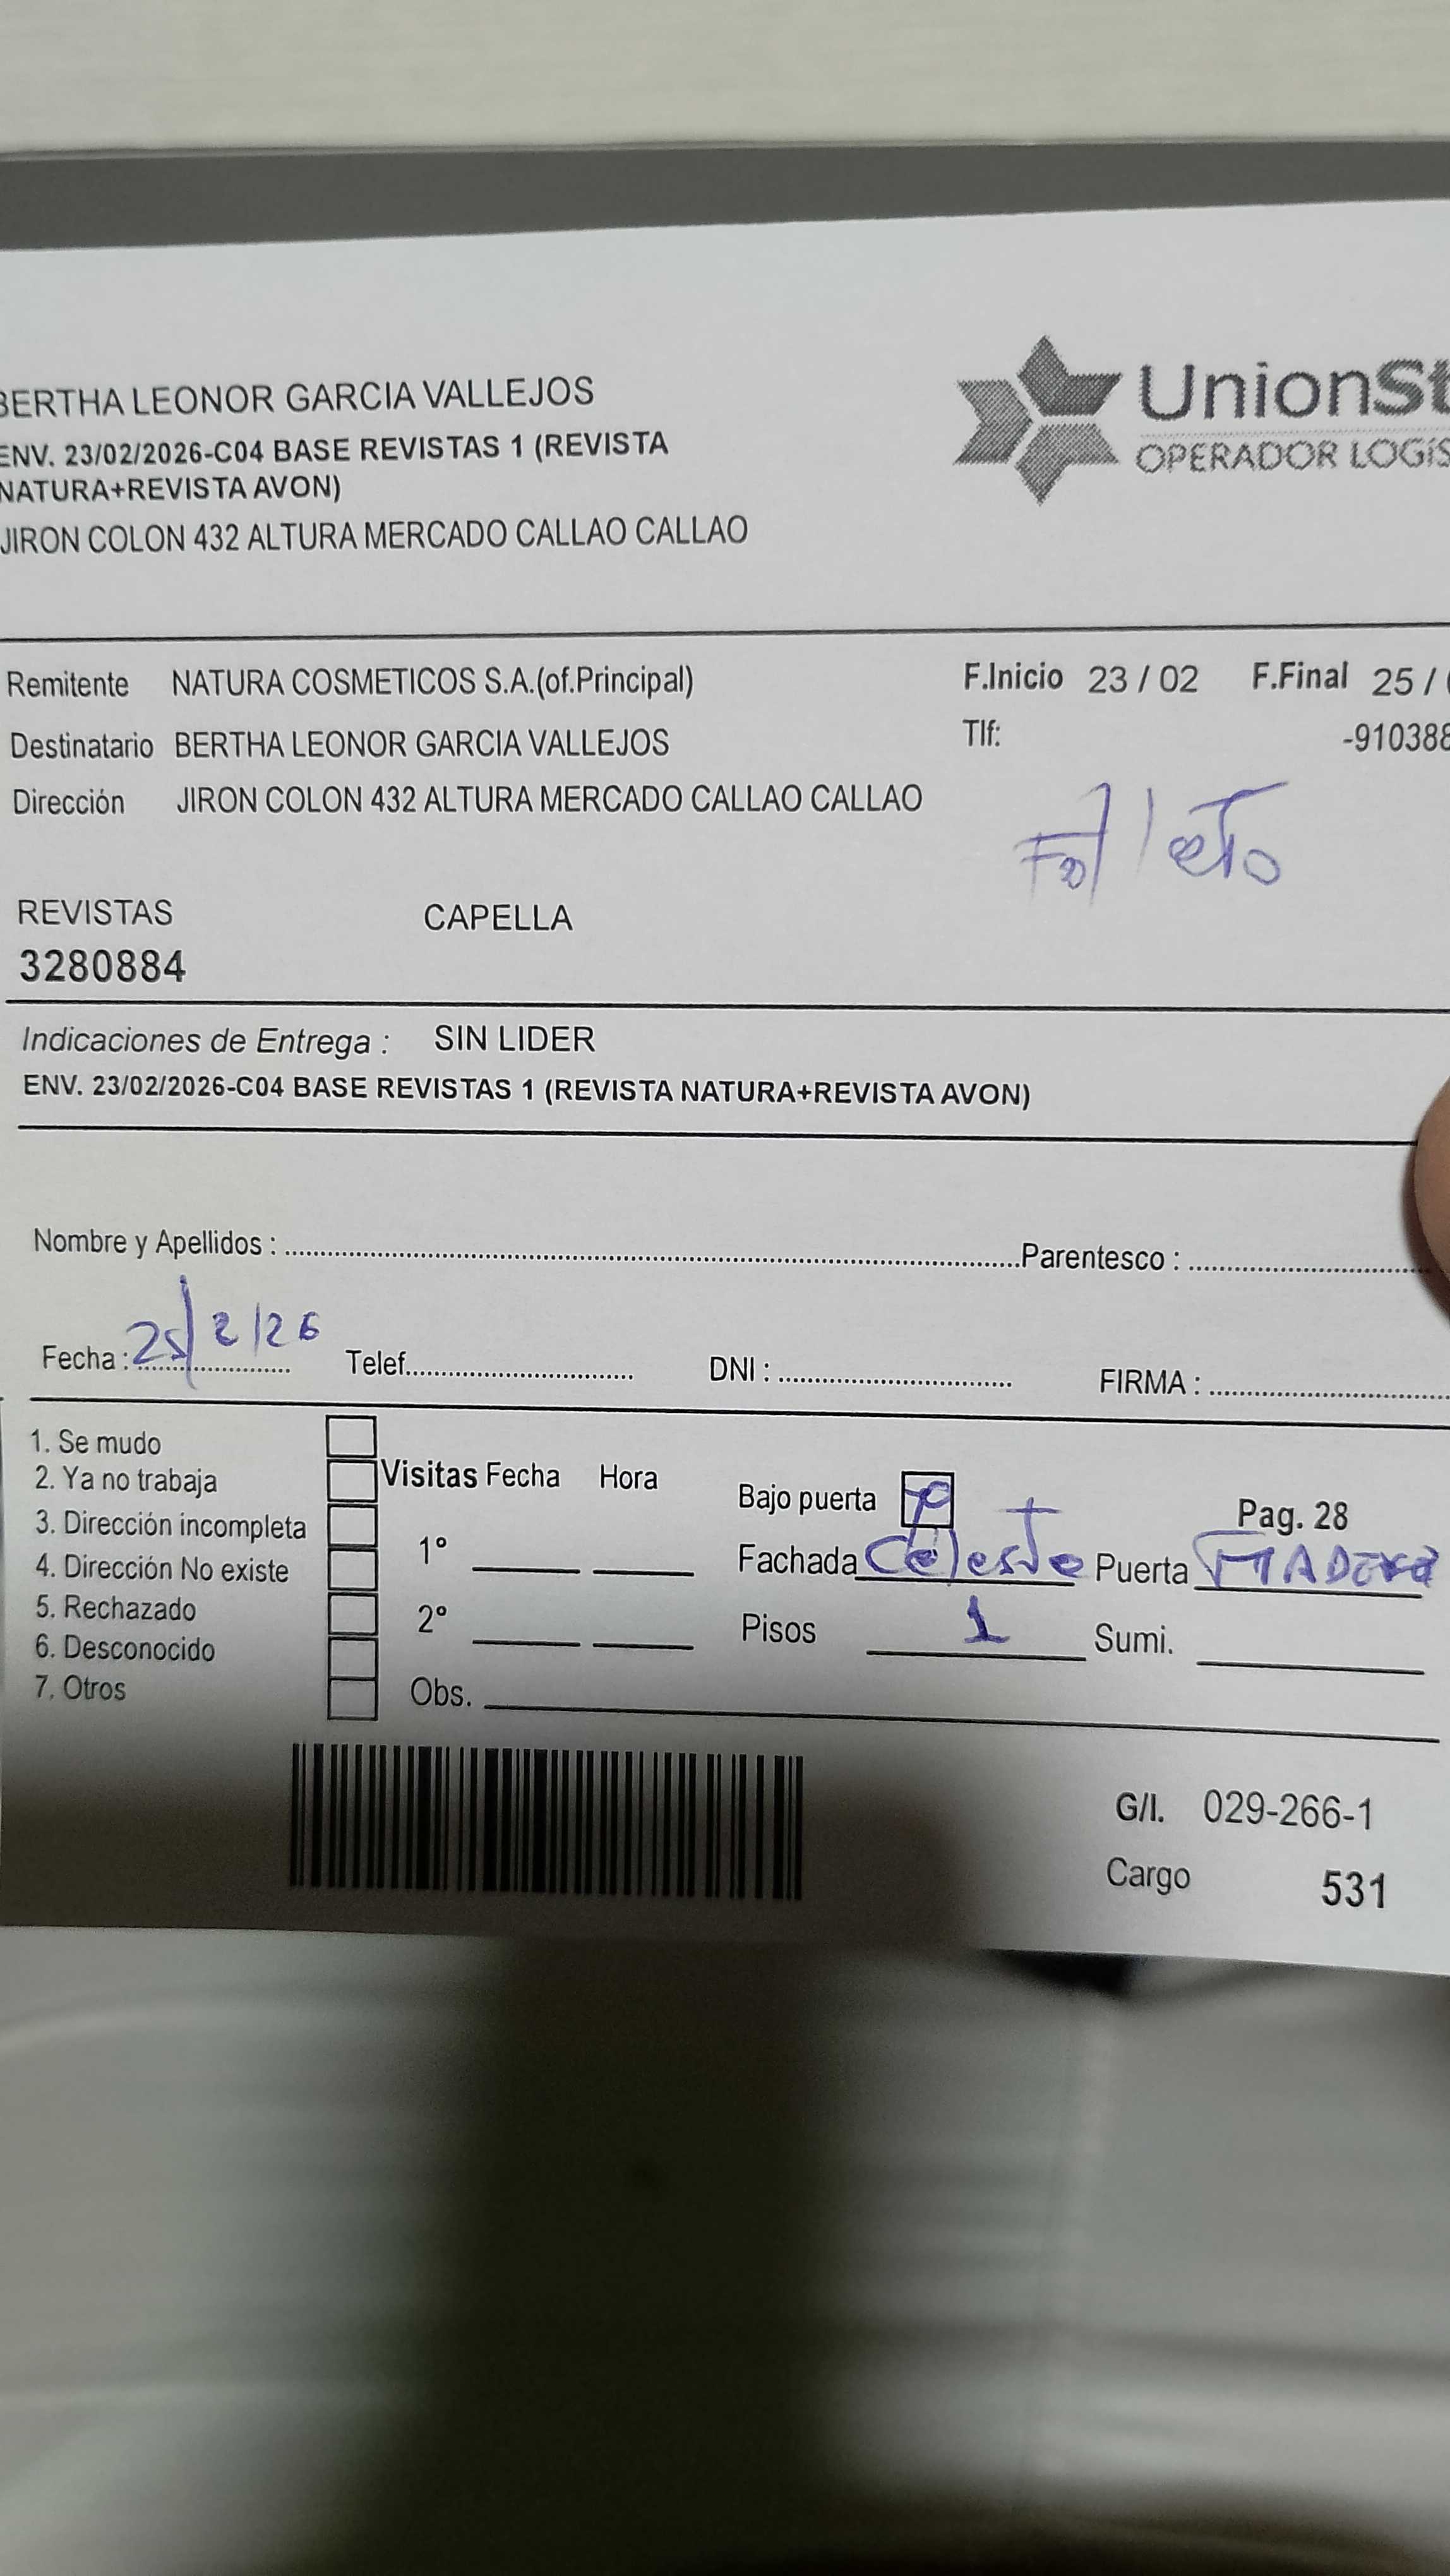 BERTHA LEONOR GARCIA VALLEJOS
ENV. 23/02/2026-C04 BASE REVISTAS 1 (REVISTA
NATURA+REVISTA AVON)
JIRON COLON 432 ALTURA MERCADO CALLAO CALLAO
UnionSt
OPERADOR LOGÍS
Remitente NATURA COSMETICOS S.A.(of.Principal) F.Inicio 23 / 02 F.Final 25 /
Destinatario BERTHA LEONOR GARCIA VALLEJOS Tlf: -910388
Dirección JIRON COLON 432 ALTURA MERCADO CALLAO CALLAO
Folleto
REVISTAS CAPELLA
3280884
Indicaciones de Entrega : SIN LIDER
ENV. 23/02/2026-C04 BASE REVISTAS 1 (REVISTA NATURA+REVISTA AVON)
Nombre y Apellidos : Parentesco :
Fecha : 25/2/26 Telef. DNI : FIRMA :
1. Se mudo
2. Ya no trabaja
3. Dirección incompleta
4. Dirección No existe
5. Rechazado
6. Desconocido
7. Otros
Visitas Fecha Hora
1°
2°
Obs.
Bajo puerta Pag. 28
Fachada Celeste Puerta MADERA
Pisos 1 Sumi.
G/I. 029-266-1
Cargo 531